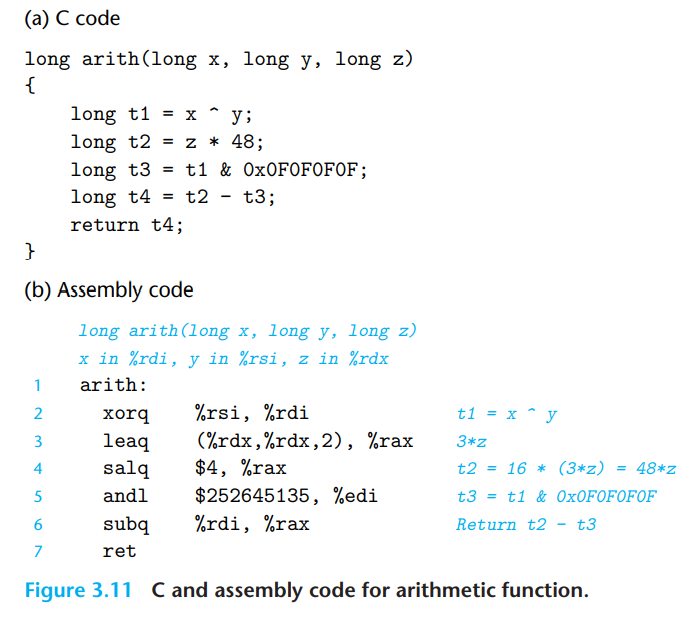 (a) C code
long arith(long x, long y, long z)
{
long t1 = x ^ y;
long t2 = z * 48;
long t3 = t1 & 0x0F0F0F0F;
long t4 = t2 - t3;
return t4;
}
(b) Assembly code
long arith(long x, long y, long z)
x in %rdi, y in %rsi, z in %rdx
1 arith:
2 xorq %rsi, %rdi t1 = x ^ y
3 leaq (%rdx,%rdx,2), %rax 3*z
4 salq $4, %rax t2 = 16 * (3*z) = 48*z
5 andl $252645135, %edi t3 = t1 & 0x0F0F0F0F
6 subq %rdi, %rax Return t2 - t3
7 ret
Figure 3.11 C and assembly code for arithmetic function.